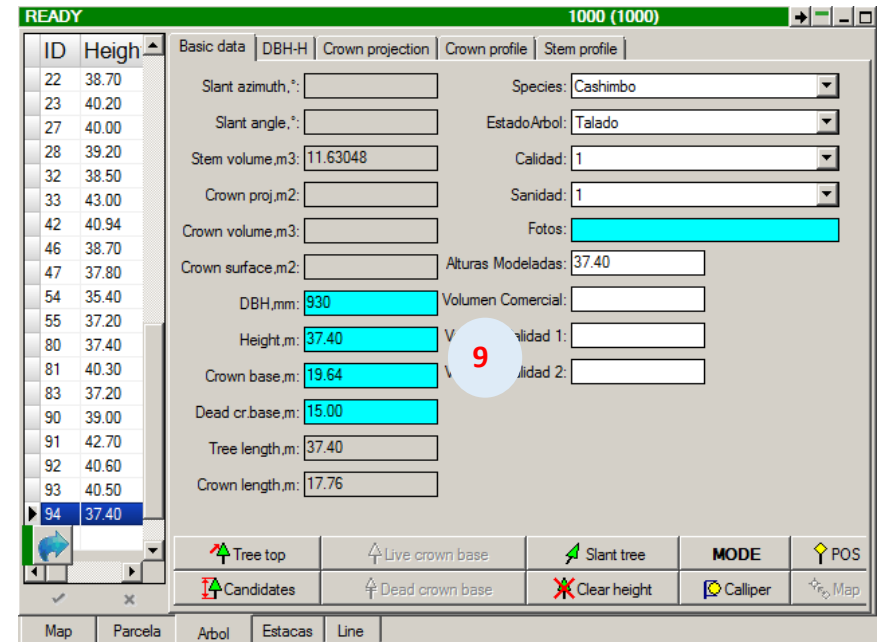 READY 1000 (1000)
ID Heigh
22 38.70
23 40.20
27 40.00
28 39.20
32 38.50
33 43.00
42 40.94
46 38.70
47 37.80
54 35.40
55 37.20
80 37.40
81 40.30
83 37.20
90 39.00
91 42.70
92 40.60
93 40.50
94 37.40
Basic data DBH-H Crown projection Crown profile Stem profile
Slant azimuth,°:
Slant angle,°:
Stem volume,m3: 11.63048
Crown proj,m2:
Crown volume,m3:
Crown surface,m2:
DBH,mm: 930
Height,m: 37.40
Crown base,m: 19.64
Dead cr.base,m: 15.00
Tree length,m: 37.40
Crown length,m: 17.76
Species: Cashimbo
EstadoArbol: Talado
Calidad: 1
Sanidad: 1
Fotos:
Alturas Modeladas: 37.40
Volumen Comercial:
1:
2:
9
Tree top Live crown base Slant tree MODE POS
Candidates Dead crown base Clear height Calliper Map
Map Parcela Arbol Estacas Line